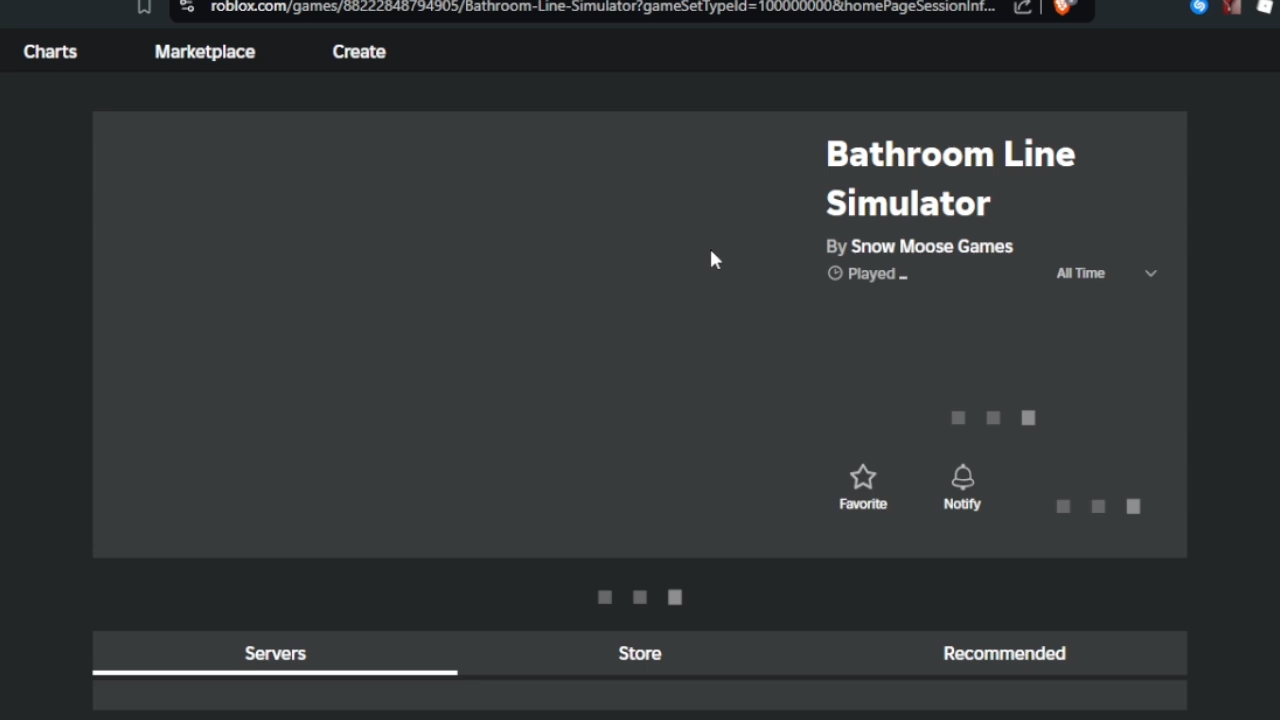 roblox.com/games/88222848794905/Bathroom-Line-Simulator?gameSetTypeId=100000000&homePageSessionInf...
Charts Marketplace Create
Bathroom Line
Simulator
By Snow Moose Games
Played _ All Time
Favorite Notify
Servers Store Recommended